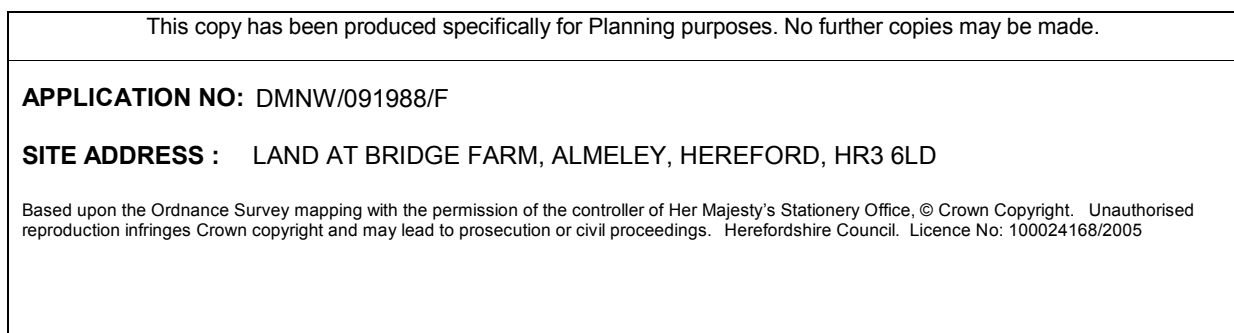 This copy has been produced specifically for Planning purposes. No further copies may be made.
APPLICATION NO: DMNW/091988/F
SITE ADDRESS : LAND AT BRIDGE FARM, ALMELEY, HEREFORD, HR3 6LD
Based upon the Ordnance Survey mapping with the permission of the controller of Her Majesty's Stationery Office, © Crown Copyright. Unauthorised
reproduction infringes Crown copyright and may lead to prosecution or civil proceedings. Herefordshire Council. Licence No: 100024168/2005